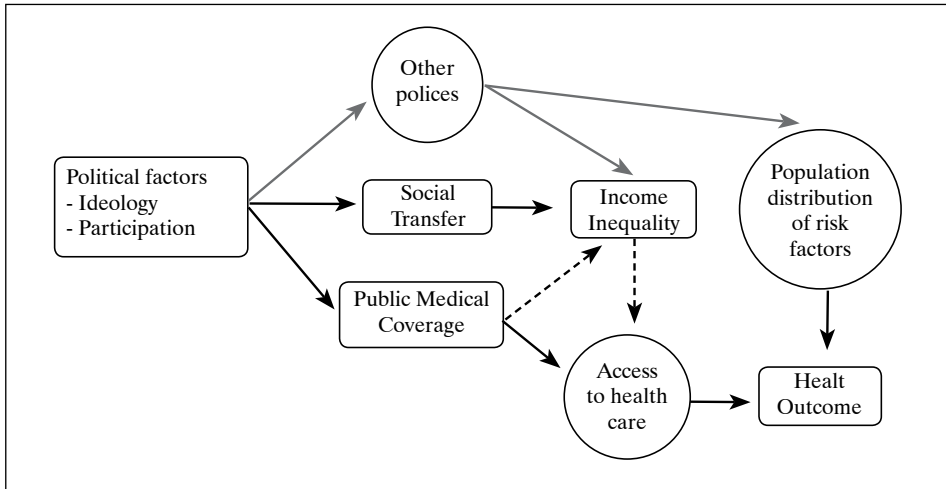 Other
polices
Political factors
- Ideology
- Participation
Social
Transfer
Income
Inequality
Population
distribution
of risk
factors
Public Medical
Coverage
Access
to health
care
Healt
Outcome